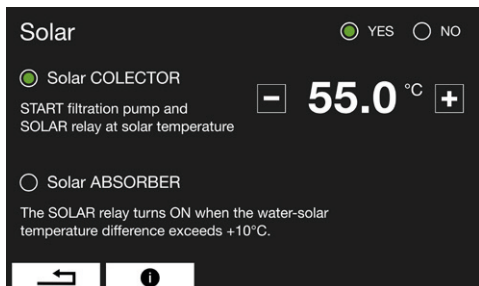 Solar
YES NO
Solar COLECTOR
START filtration pump and
SOLAR relay at solar temperature
− 55.0 °C +
Solar ABSORBER
The SOLAR relay turns ON when the water-solar
temperature difference exceeds +10°C.
i